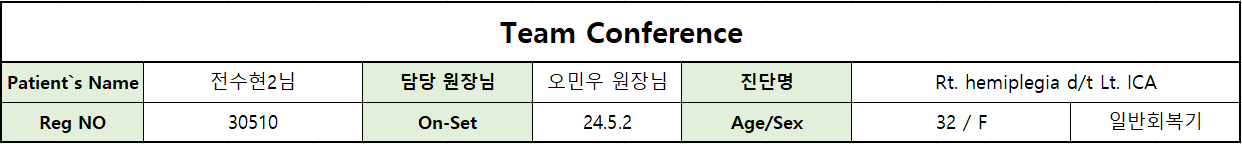 Team Conference
Patient`s Name 전수현2님 담당 원장님 오민우 원장님 진단명 Rt. hemiplegia d/t Lt. ICA
Reg NO 30510 On-Set 24.5.2 Age/Sex 32 / F 일반회복기